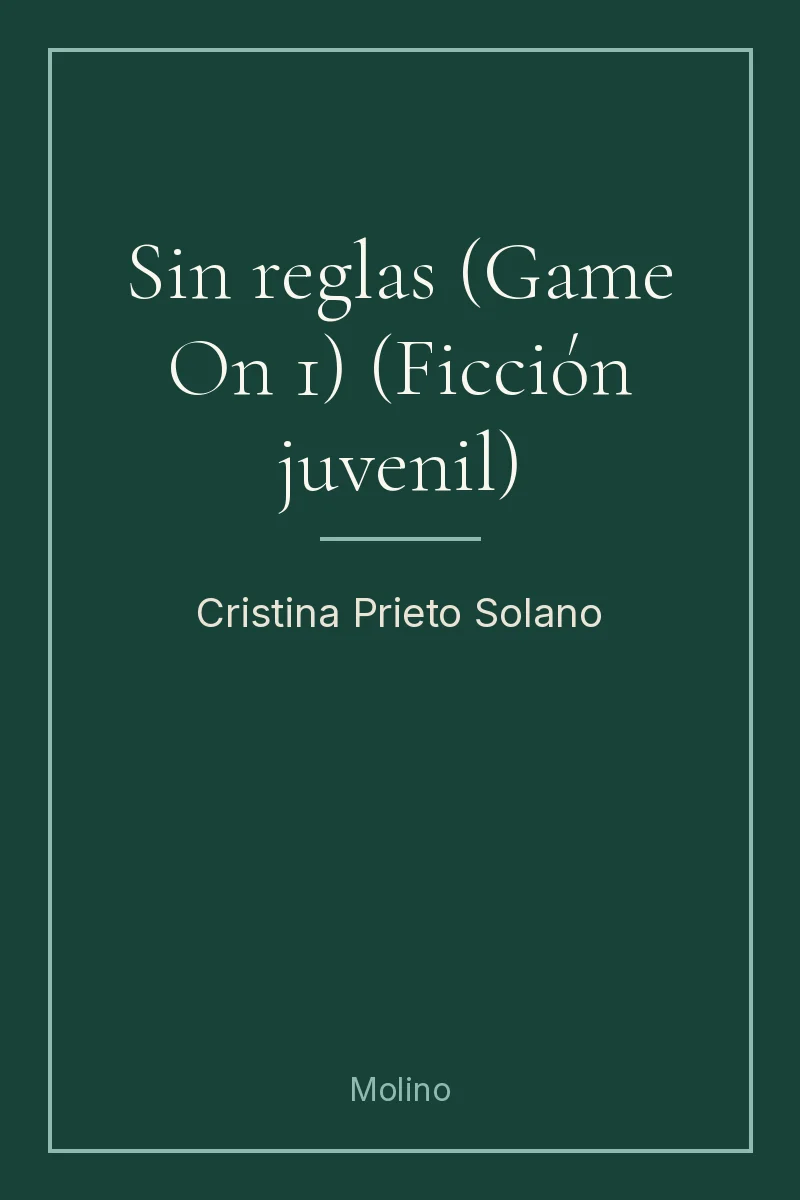 Sin reglas (Game
On 1) (Ficción
juvenil)
Cristina Prieto Solano
Molino